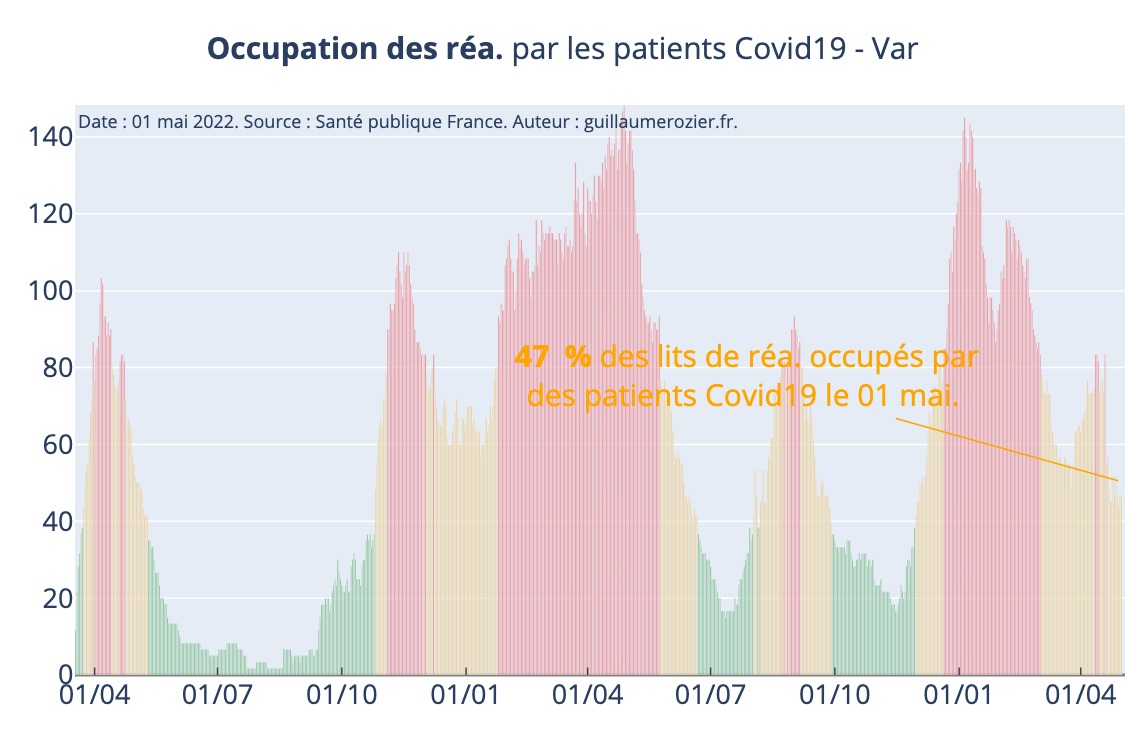 Occupation des réa. par les patients Covid19 - Var
Date : 01 mai 2022. Source : Santé publique France. Auteur : guillaumerozier.fr.
140
120
100
80
60
40
20
0
47 % des lits de réa. occupés par
des patients Covid19 le 01 mai.
01/04 01/07 01/10 01/01 01/04 01/07 01/10 01/01 01/04